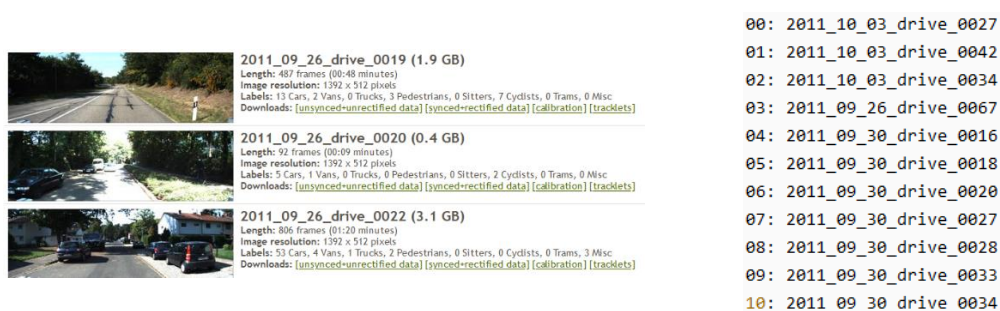 2011_09_26_drive_0019 (1.9 GB)
Length: 487 frames (00:48 minutes)
Image resolution: 1392 x 512 pixels
Labels: 13 Cars, 2 Vans, 0 Trucks, 3 Pedestrians, 0 Sitters, 7 Cyclists, 0 Trams, 0 Misc
Downloads: [unsynced+unrectified data] [synced+rectified data] [calibration] [tracklets]
2011_09_26_drive_0020 (0.4 GB)
Length: 92 frames (00:09 minutes)
Image resolution: 1392 x 512 pixels
Labels: 5 Cars, 1 Vans, 0 Trucks, 0 Pedestrians, 0 Sitters, 2 Cyclists, 0 Trams, 0 Misc
Downloads: [unsynced+unrectified data] [synced+rectified data] [calibration] [tracklets]
2011_09_26_drive_0022 (3.1 GB)
Length: 806 frames (01:20 minutes)
Image resolution: 1392 x 512 pixels
Labels: 53 Cars, 4 Vans, 1 Trucks, 2 Pedestrians, 0 Sitters, 0 Cyclists, 0 Trams, 3 Misc
Downloads: [unsynced+unrectified data] [synced+rectified data] [calibration] [tracklets]
00: 2011_10_03_drive_0027
01: 2011_10_03_drive_0042
02: 2011_10_03_drive_0034
03: 2011_09_26_drive_0067
04: 2011_09_30_drive_0016
05: 2011_09_30_drive_0018
06: 2011_09_30_drive_0020
07: 2011_09_30_drive_0027
08: 2011_09_30_drive_0028
09: 2011_09_30_drive_0033
10: 2011 09 30 drive 0034